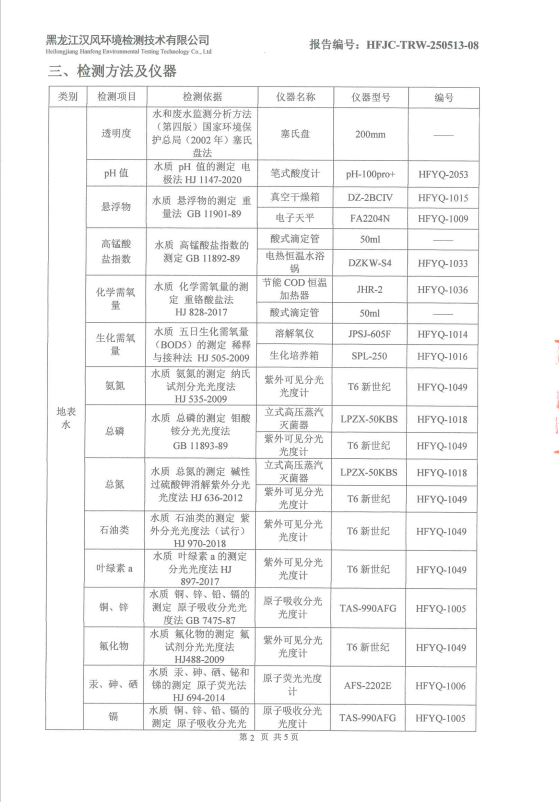 黑龙江汉风环境检测技术有限公司
Heilongjiang Hanfeng Environmental Testing Technology Co., Ltd
报告编号：HFJC-TRW-250513-08
三、检测方法及仪器
类别 检测项目 检测依据 仪器名称 仪器型号 编号
地表
水
透明度
水和废水监测分析方法
（第四版）国家环境保
护总局（2002 年）塞氏
盘法
塞氏盘 200mm ——
pH 值
水质 pH 值的测定 电
极法 HJ 1147-2020
笔式酸度计 pH-100pro+ HFYQ-2053
悬浮物
水质 悬浮物的测定 重
量法 GB 11901-89
真空干燥箱 DZ-2BCIV HFYQ-1015
电子天平 FA2204N HFYQ-1009
高锰酸
盐指数
水质 高锰酸盐指数的
测定 GB 11892-89
酸式滴定管 50ml ——
电热恒温水浴
锅
DZKW-S4 HFYQ-1033
化学需氧
量
水质 化学需氧量的测
定 重铬酸盐法
HJ 828-2017
节能 COD 恒温
加热器
JHR-2 HFYQ-1036
酸式滴定管 50ml ——
生化需氧
量
水质 五日生化需氧量
（BOD5）的测定 稀释
与接种法 HJ 505-2009
溶解氧仪 JPSJ-605F HFYQ-1014
生化培养箱 SPL-250 HFYQ-1016
氨氮
水质 氨氮的测定 纳氏
试剂分光光度法
HJ 535-2009
紫外可见分光
光度计
T6 新世纪 HFYQ-1049
总磷
水质 总磷的测定 钼酸
铵分光光度法
GB 11893-89
立式高压蒸汽
灭菌器
LPZX-50KBS HFYQ-1018
紫外可见分光
光度计
T6 新世纪 HFYQ-1049
总氮
水质 总氮的测定 碱性
过硫酸钾消解紫外分光
光度法 HJ 636-2012
立式高压蒸汽
灭菌器
LPZX-50KBS HFYQ-1018
紫外可见分光
光度计
T6 新世纪 HFYQ-1049
石油类
水质 石油类的测定 紫
外分光光度法（试行）
HJ 970-2018
紫外可见分光
光度计
T6 新世纪 HFYQ-1049
叶绿素 a
水质 叶绿素 a 的测定
分光光度法 HJ
897-2017
紫外可见分光
光度计
T6 新世纪 HFYQ-1049
铜、锌
水质 铜、锌、铅、镉的
测定 原子吸收分光光
度法 GB 7475-87
原子吸收分光
光度计
TAS-990AFG HFYQ-1005
氟化物
水质 氟化物的测定 氟
试剂分光光度法
HJ488-2009
紫外可见分光
光度计
T6 新世纪 HFYQ-1049
汞、砷、硒
水质 汞、砷、硒、铋和
锑的测定 原子荧光法
HJ 694-2014
原子荧光光度
计
AFS-2202E HFYQ-1006
镉
水质 铜、锌、铅、镉的
测定 原子吸收分光光
原子吸收分光
光度计
TAS-990AFG HFYQ-1005
第 2 页 共 5 页